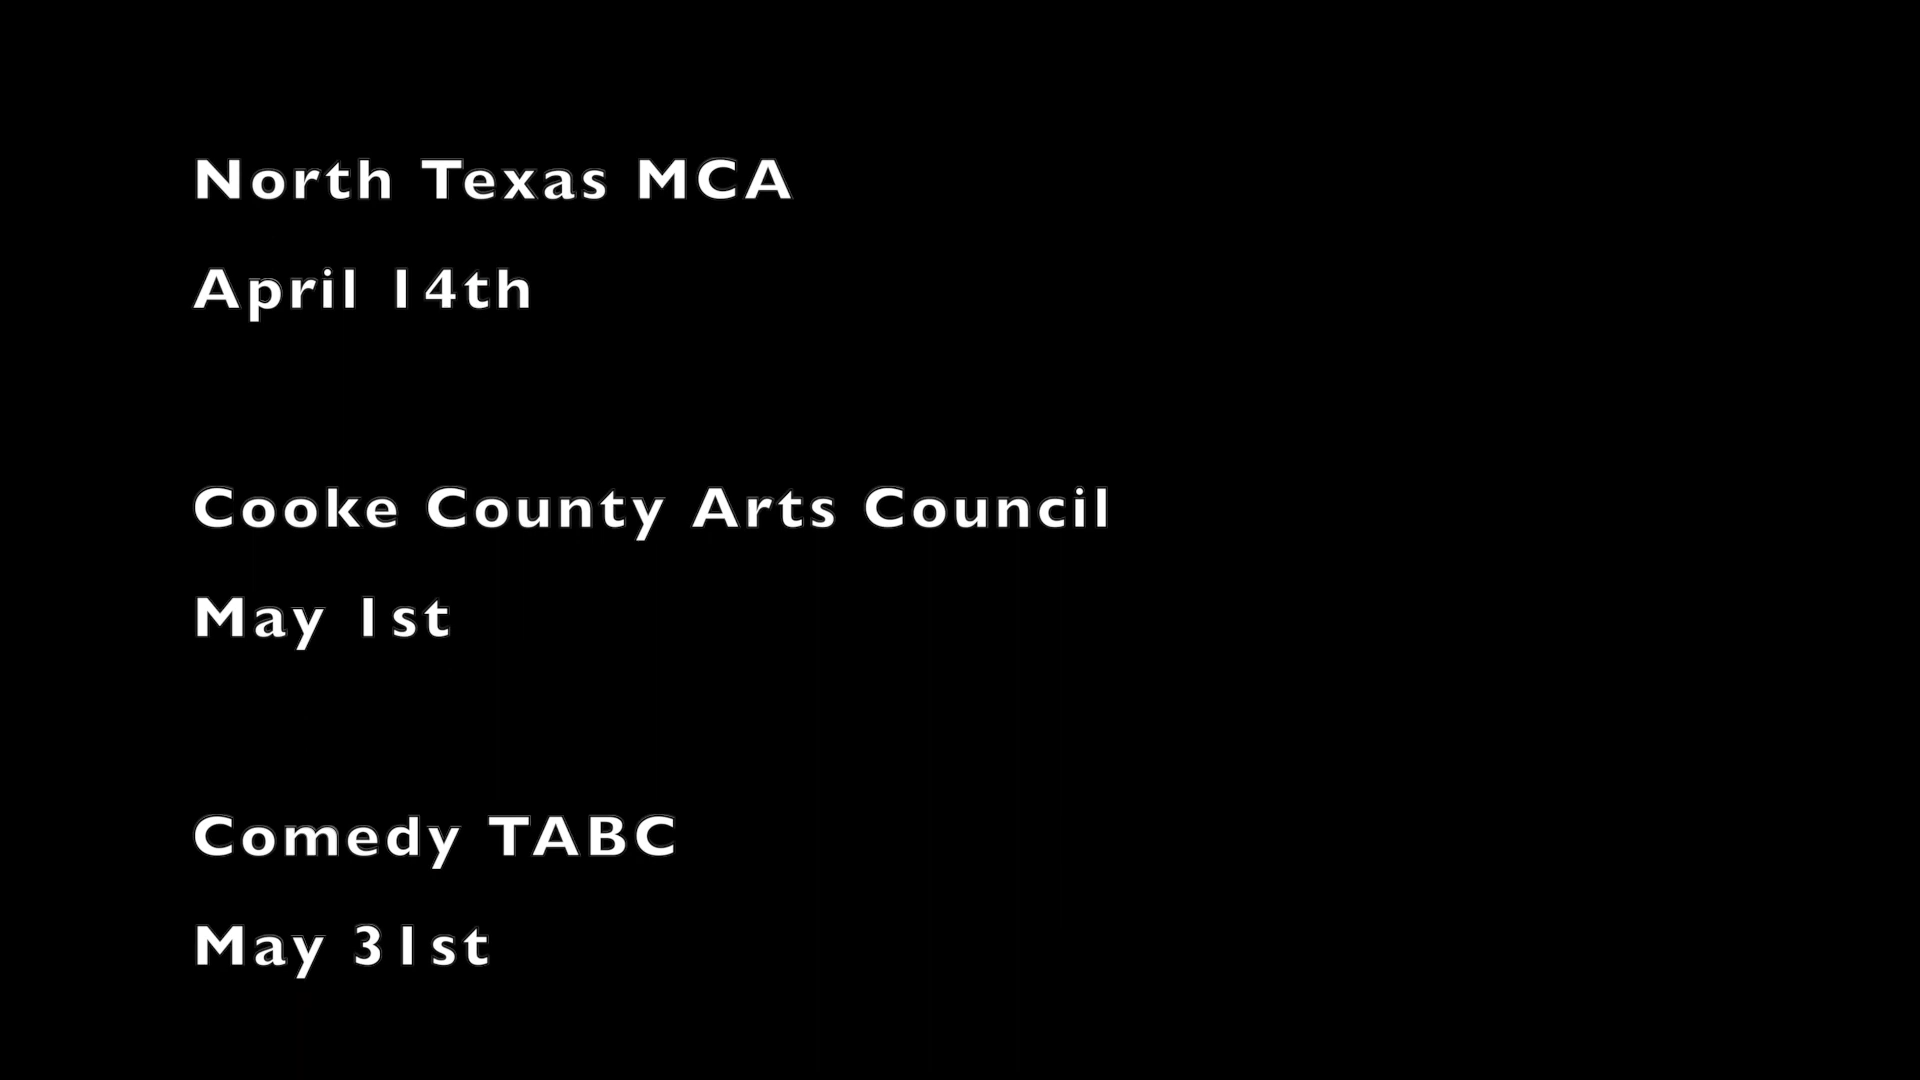 North Texas MCA
April 14th
Cooke County Arts Council
May 1st
Comedy TABC
May 31st